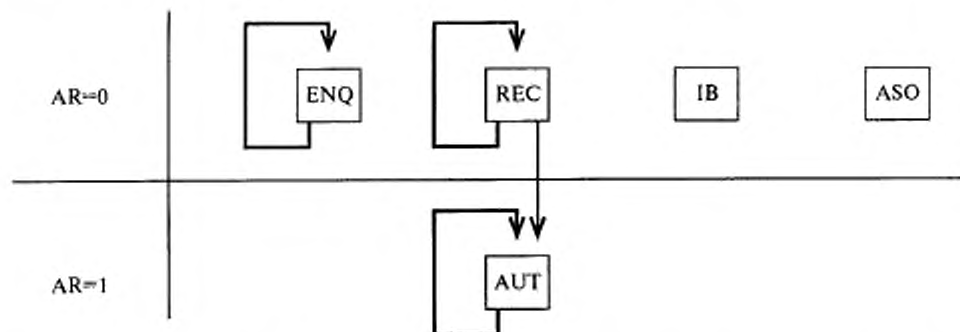 AR=0
ENQ
REC
IB
ASO
AR=1
AUT